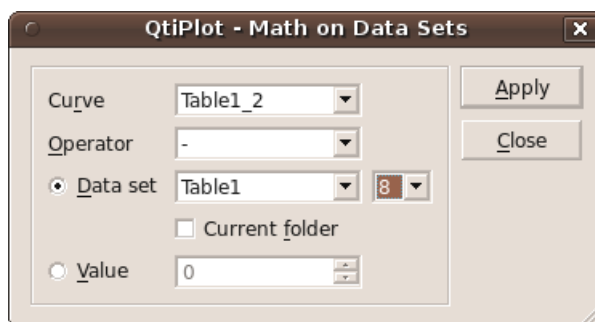 QtiPlot - Math on Data Sets
Curve Table1_2
Apply
Operator -
Close
Data set Table1 8
Current folder
Value 0